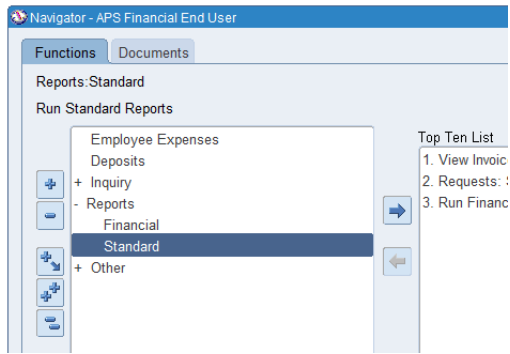 Navigator - APS Financial End User
Functions
Documents
Reports:Standard
Run Standard Reports
Employee Expenses
Deposits
+ Inquiry
- Reports
Financial
Standard
+ Other
Top Ten List
1. View Invoic
2. Requests:
3. Run Financ